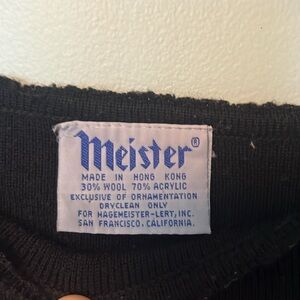 Meister®
MADE IN HONG KONG
30% WOOL 70% ACRYLIC
EXCLUSIVE OF ORNAMENTATION
DRYCLEAN ONLY
FOR HAGEMEISTER-LERT, INC.
SAN FRANCISCO, CALIFORNIA.